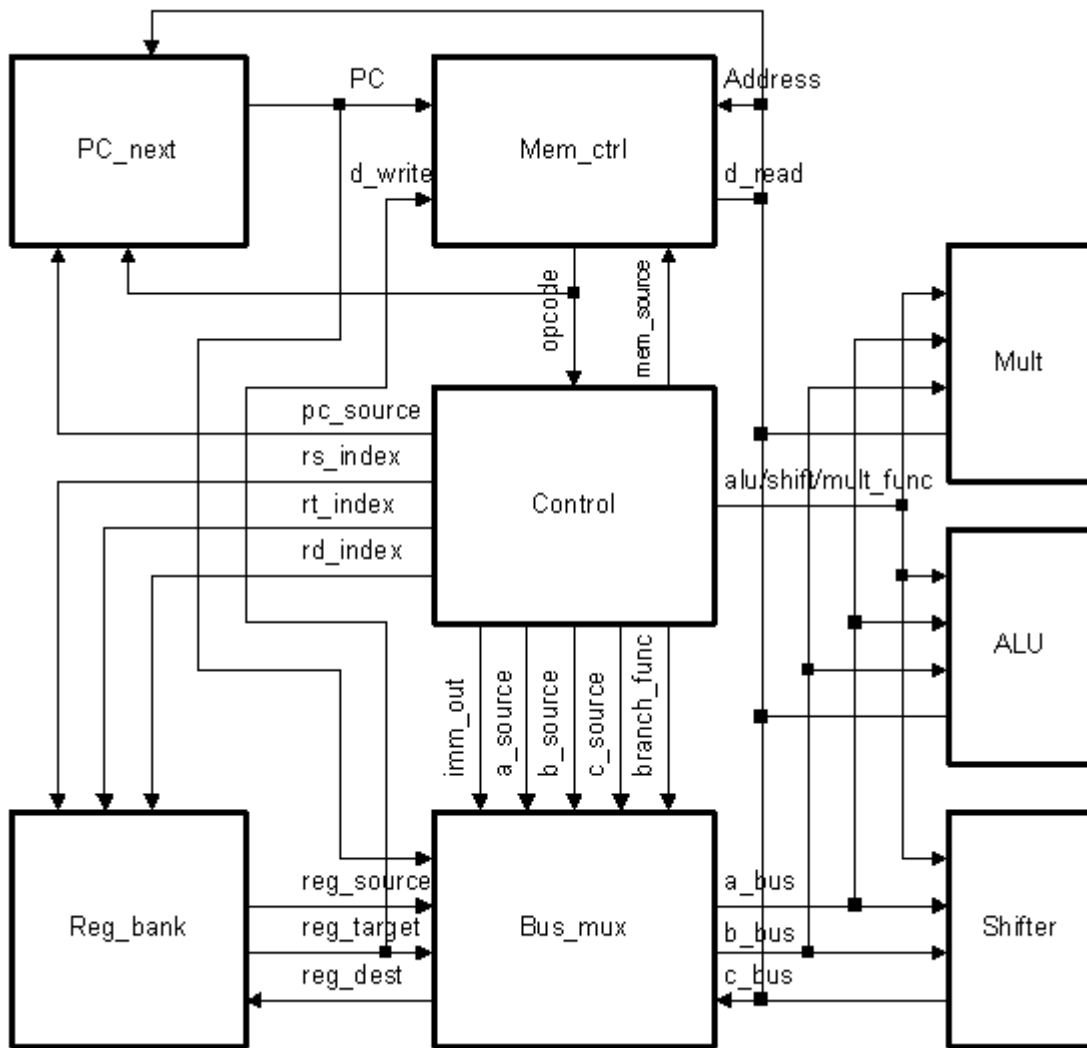 PC
Address
PC_next
Mem_ctrl
d_write
d_read
opcode
mem_source
Mult
pc_source
rs_index
alu/shift/mult_func
rt_index
Control
rd_index
ALU
imm_out
a_source
b_source
c_source
branch_func
reg_source
a_bus
Reg_bank
reg_target
Bus_mux
b_bus
Shifter
reg_dest
c_bus